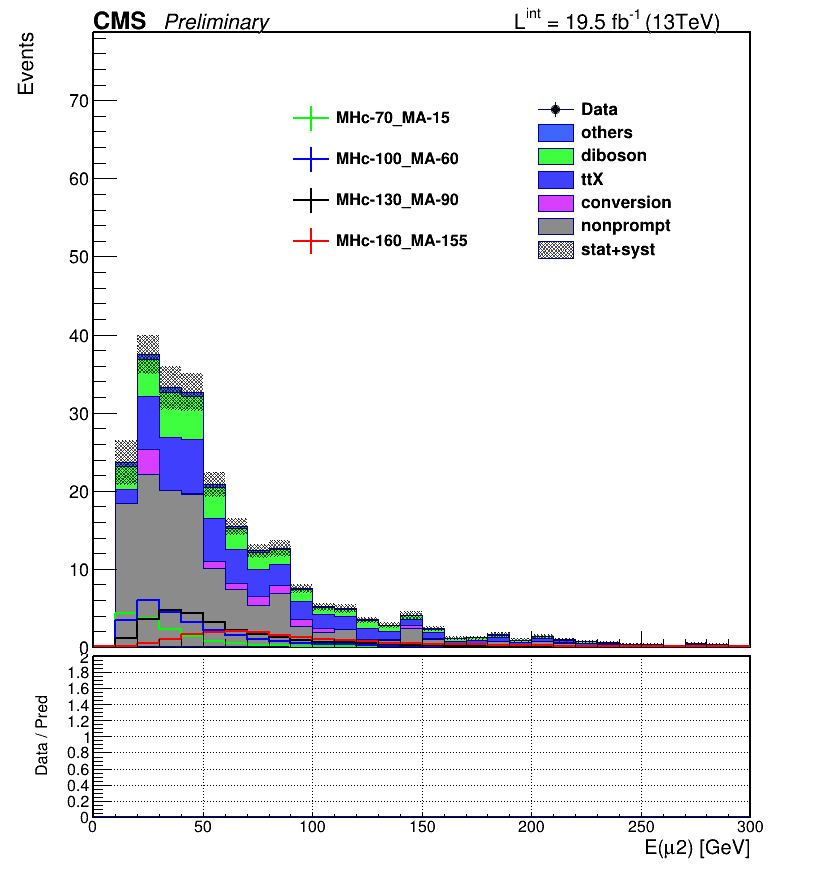 CMS Preliminary L^int = 19.5 fb^-1 (13TeV)
Events
70
60
50
40
30
20
10
0
MHc-70_MA-15
MHc-100_MA-60
MHc-130_MA-90
MHc-160_MA-155
Data
others
diboson
ttX
conversion
nonprompt
stat+syst
Data / Pred
2
1.8
1.6
1.4
1.2
1
0.8
0.6
0.4
0.2
0
0 50 100 150 200 250 300
E(μ2) [GeV]